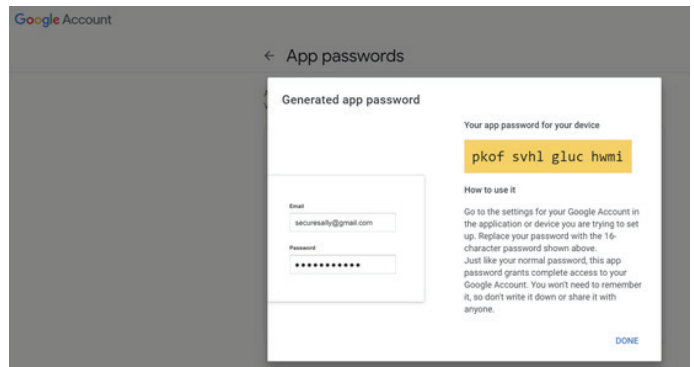 Google Account
← App passwords
Generated app password
Your app password for your device
pkof svhl gluc hwmi
How to use it
Go to the settings for your Google Account in
the application or device you are trying to set
up. Replace your password with the 16-
character password shown above.
Just like your normal password, this app
password grants complete access to your
Google Account. You won't need to remember
it, so don't write it down or share it with
anyone.
Email
securesally@gmail.com
Password
•••••••••••
DONE